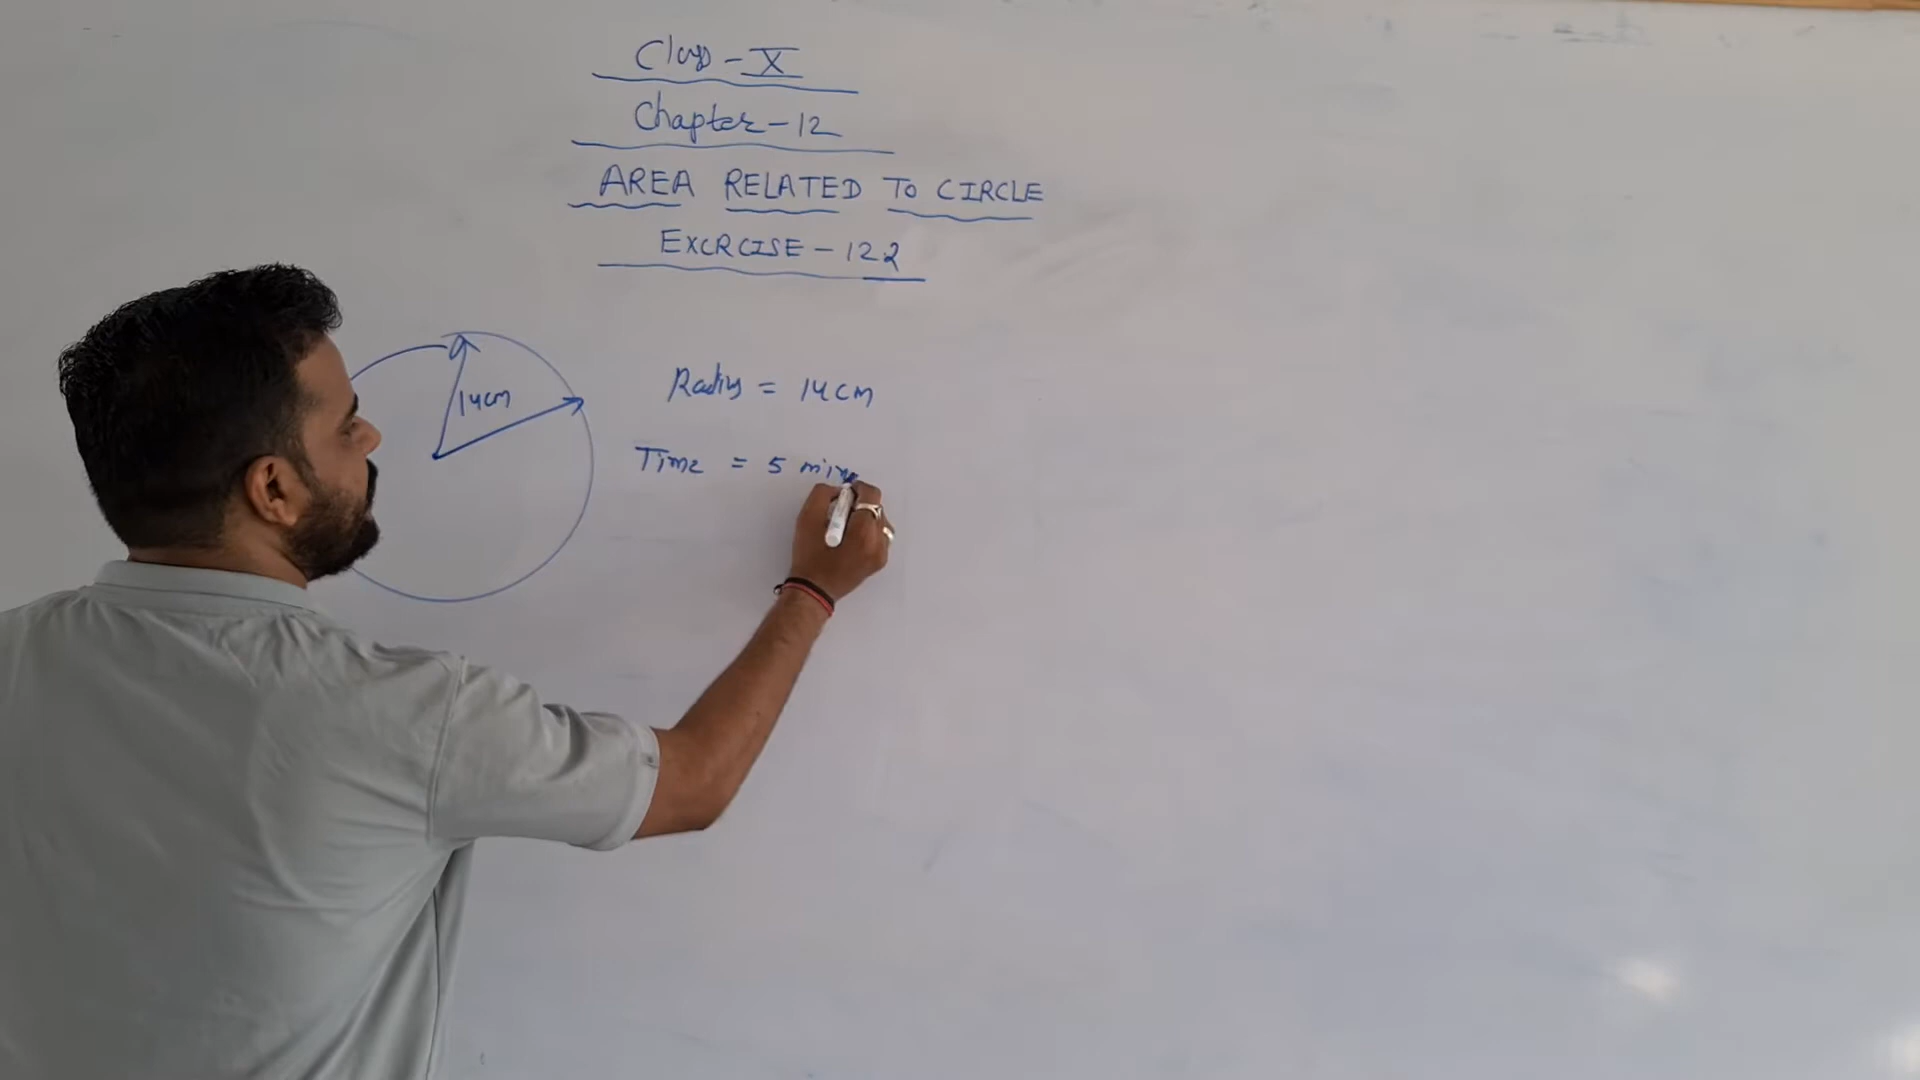 Class - X
Chapter - 12
AREA RELATED TO CIRCLE
EXCRCISE - 12.2
14cm
Radius = 14 cm
Time = 5 min